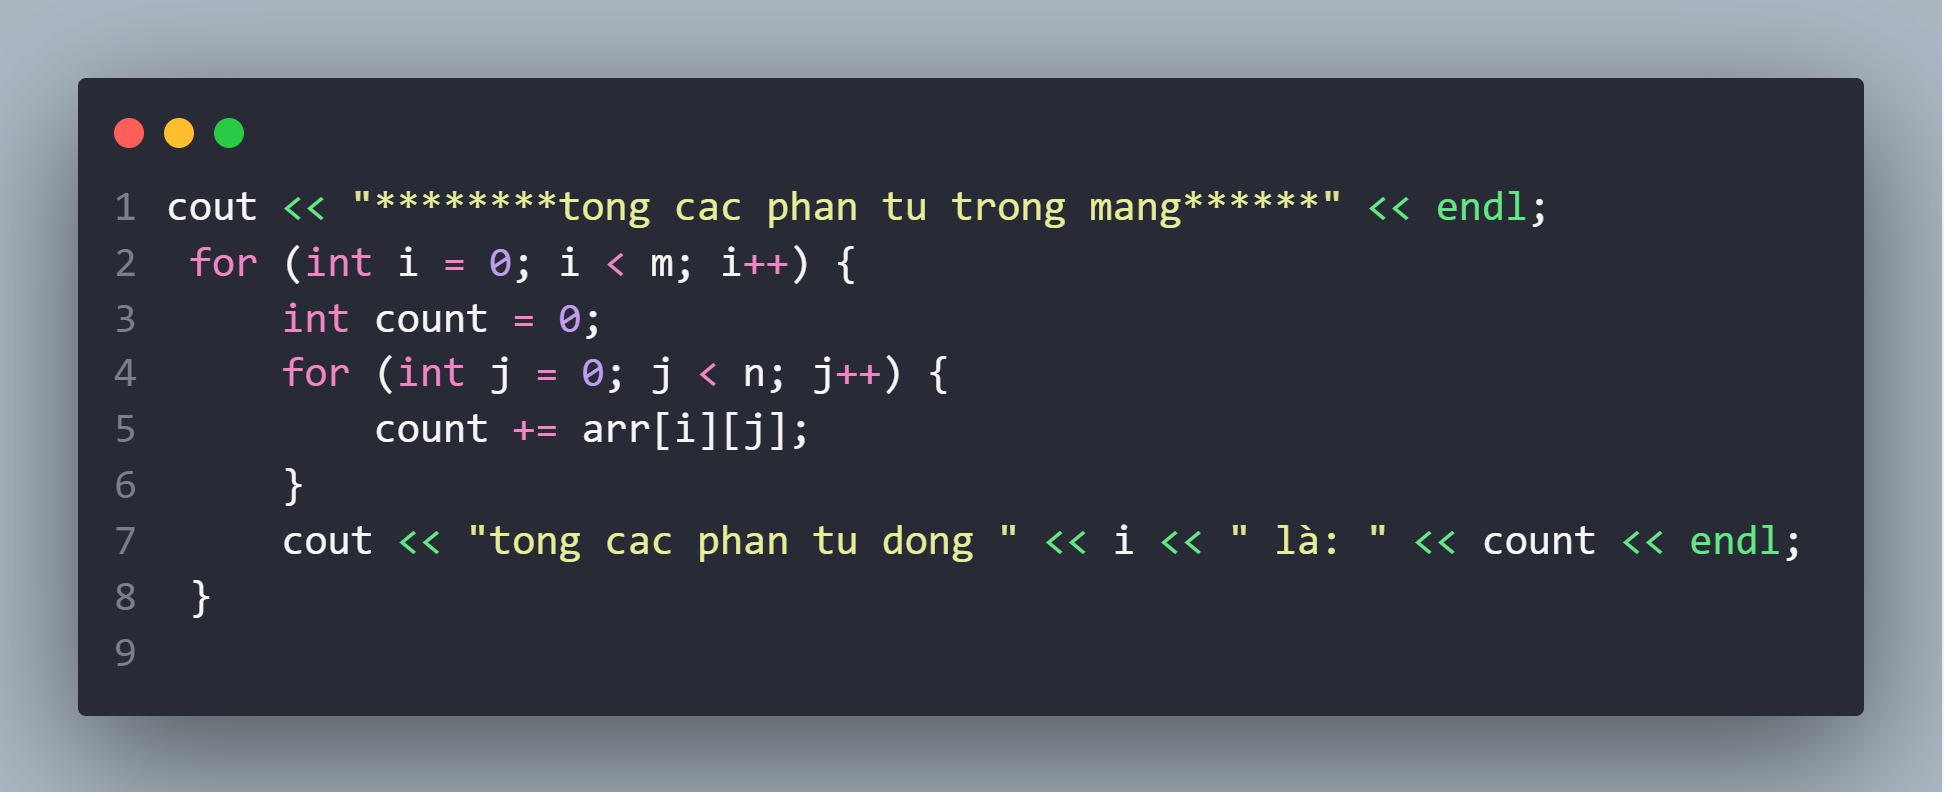 1 cout << "********tong cac phan tu trong mang******" << endl;
2  for (int i = 0; i < m; i++) {
3      int count = 0;
4      for (int j = 0; j < n; j++) {
5          count += arr[i][j];
6      }
7      cout << "tong cac phan tu dong " << i << " là: " << count << endl;
8  }
9